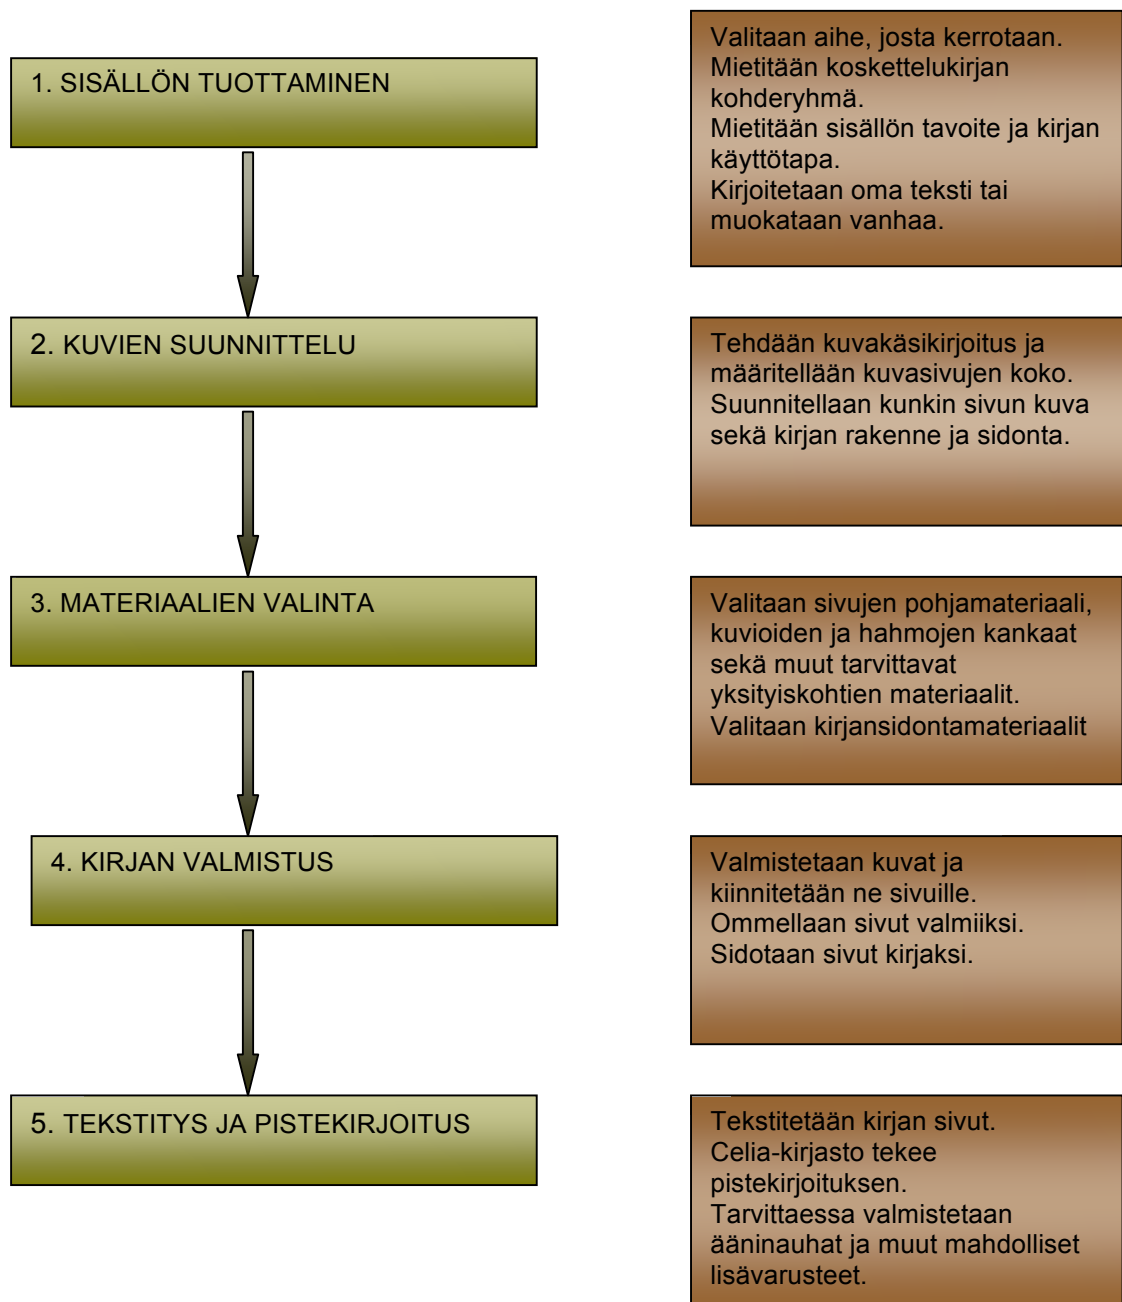 1. SISÄLLÖN TUOTTAMINEN
Valitaan aihe, josta kerrotaan.
Mietitään koskettelukirjan
kohderyhmä.
Mietitään sisällön tavoite ja kirjan
käyttötapa.
Kirjoitetaan oma teksti tai
muokataan vanhaa.
2. KUVIEN SUUNNITTELU
Tehdään kuvakäsikirjoitus ja
määritellään kuvasivujen koko.
Suunnitellaan kunkin sivun kuva
sekä kirjan rakenne ja sidonta.
3. MATERIAALIEN VALINTA
Valitaan sivujen pohjamateriaali,
kuvioiden ja hahmojen kankaat
sekä muut tarvittavat
yksityiskohtien materiaalit.
Valitaan kirjansidontamateriaalit
4. KIRJAN VALMISTUS
Valmistetaan kuvat ja
kiinnitetään ne sivuille.
Ommellaan sivut valmiiksi.
Sidotaan sivut kirjaksi.
5. TEKSTITYS JA PISTEKIRJOITUS
Tekstitetään kirjan sivut.
Celia-kirjasto tekee
pistekirjoituksen.
Tarvittaessa valmistetaan
ääninauhat ja muut mahdolliset
lisävarusteet.